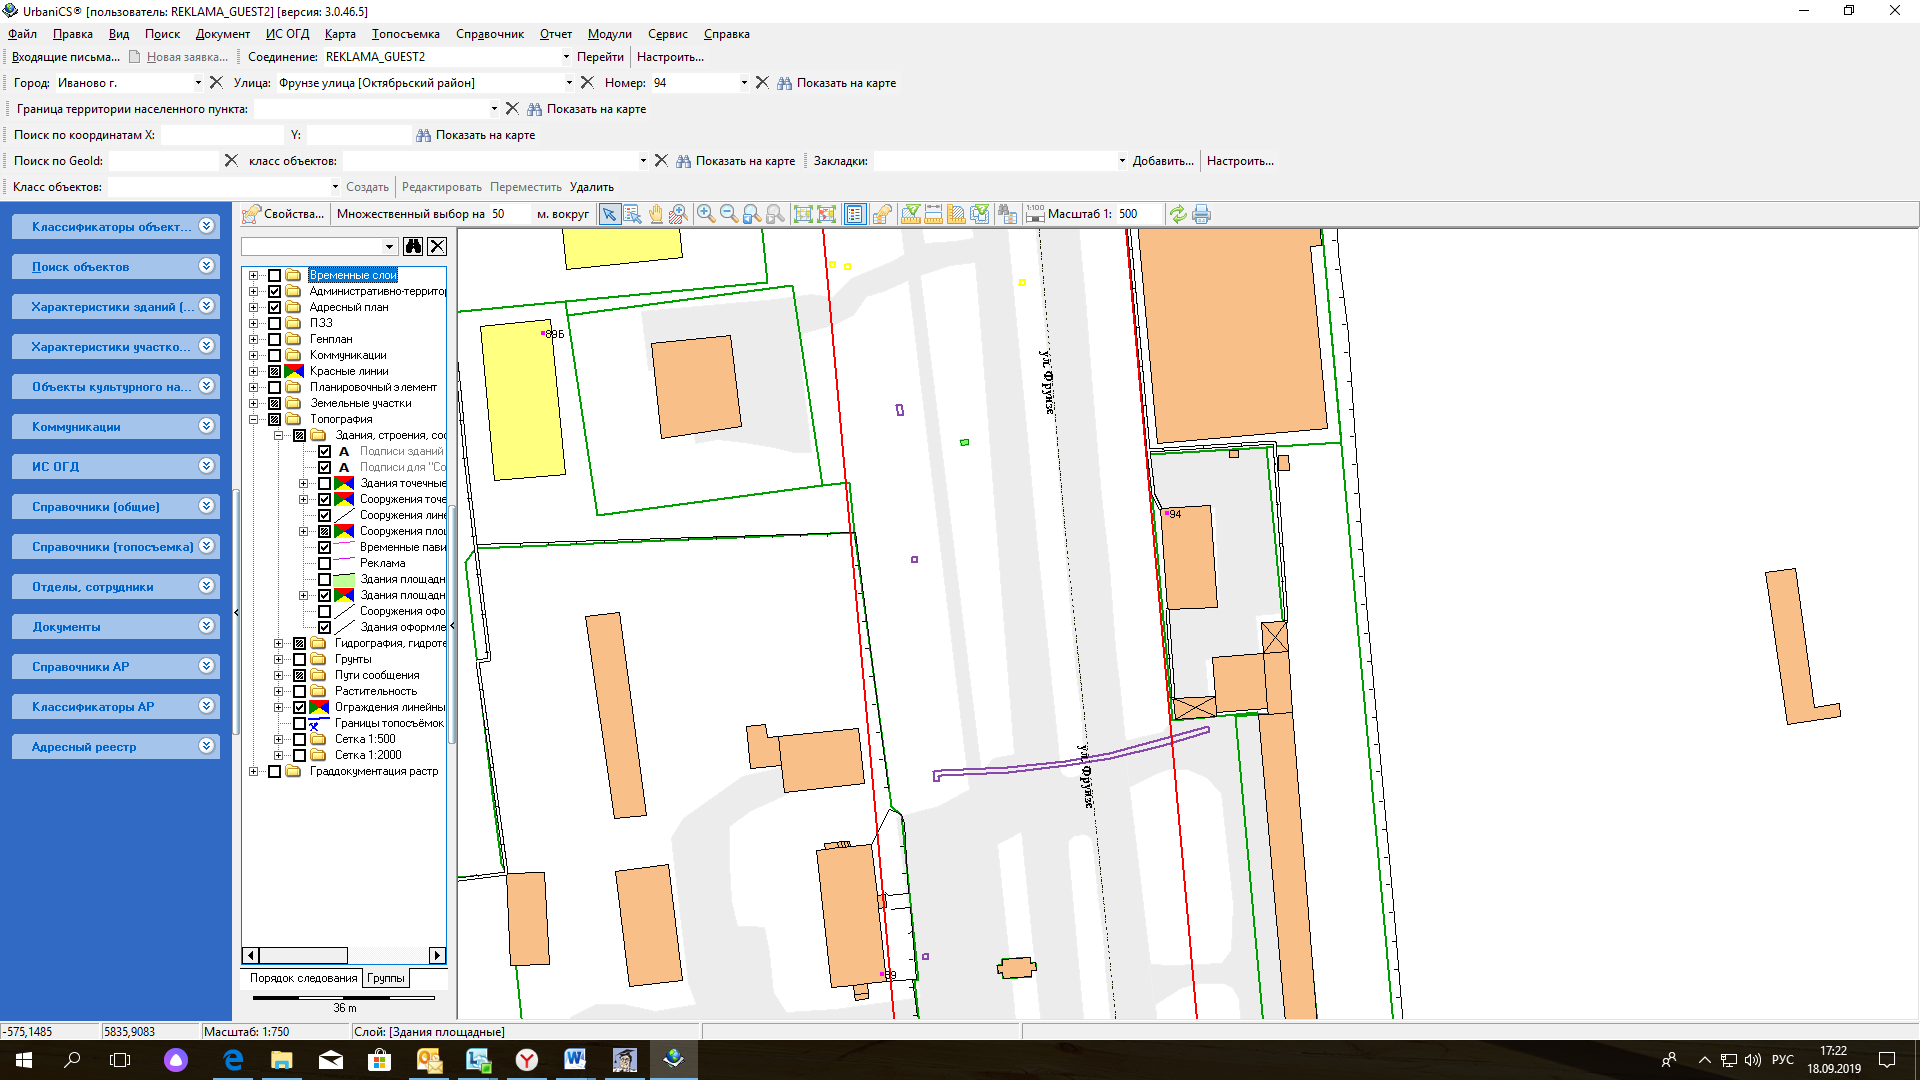 UrbaniCS® [пользователь: REKLAMA_GUEST2] [версия: 3.0.46.5]
Файл Правка Вид Поиск Документ ИС ОГД Карта Топосъемка Справочник Отчет Модули Сервис Справка
Входящие письма... Новая заявка... Соединение: REKLAMA_GUEST2 Перейти Настроить...
Город: Иваново г. Улица: Фрунзе улица [Октябрьский район] Номер: 94 Показать на карте
Граница территории населенного пункта: Показать на карте
Поиск по координатам X: Y: Показать на карте
Поиск по GeoId: класс объектов: Показать на карте Закладки: Добавить... Настроить...
Класс объектов: Создать Редактировать Переместить Удалить
Свойства... Множественный выбор на 50 м. вокруг 1:100 Масштаб 1: 500
Классификаторы объект...
Поиск объектов
Характеристики зданий (...
Характеристики участко...
Объекты культурного на...
Коммуникации
ИС ОГД
Справочники (общие)
Справочники (топосъемка)
Отделы, сотрудники
Документы
Справочники АР
Классификаторы АР
Адресный реестр
Временные слои
Административно-территор
Адресный план
ПЗЗ
Генплан
Коммуникации
Красные линии
Планировочный элемент
Земельные участки
Топография
Здания, строения, соо
А Подписи зданий
А Подписи для "Со
Здания точечные
Сооружения точе
Сооружения лине
Сооружения площ
Временные пави
Реклама
Здания площадн
Здания площадн
Сооружения офо
Здания оформле
Гидрография, гидроте
Грунты
Пути сообщения
Растительность
Ограждения линейны
Границы топосъёмок
Сетка 1:500
Сетка 1:2000
Граддокументация растр
Порядок следования Группы
36 m
89Б
ул. Фрунзе
94
ул. Фрунзе
89
-575,1485 5835,9083 Масштаб: 1:750 Слой: [Здания площадные]
РУС
17:22
18.09.2019